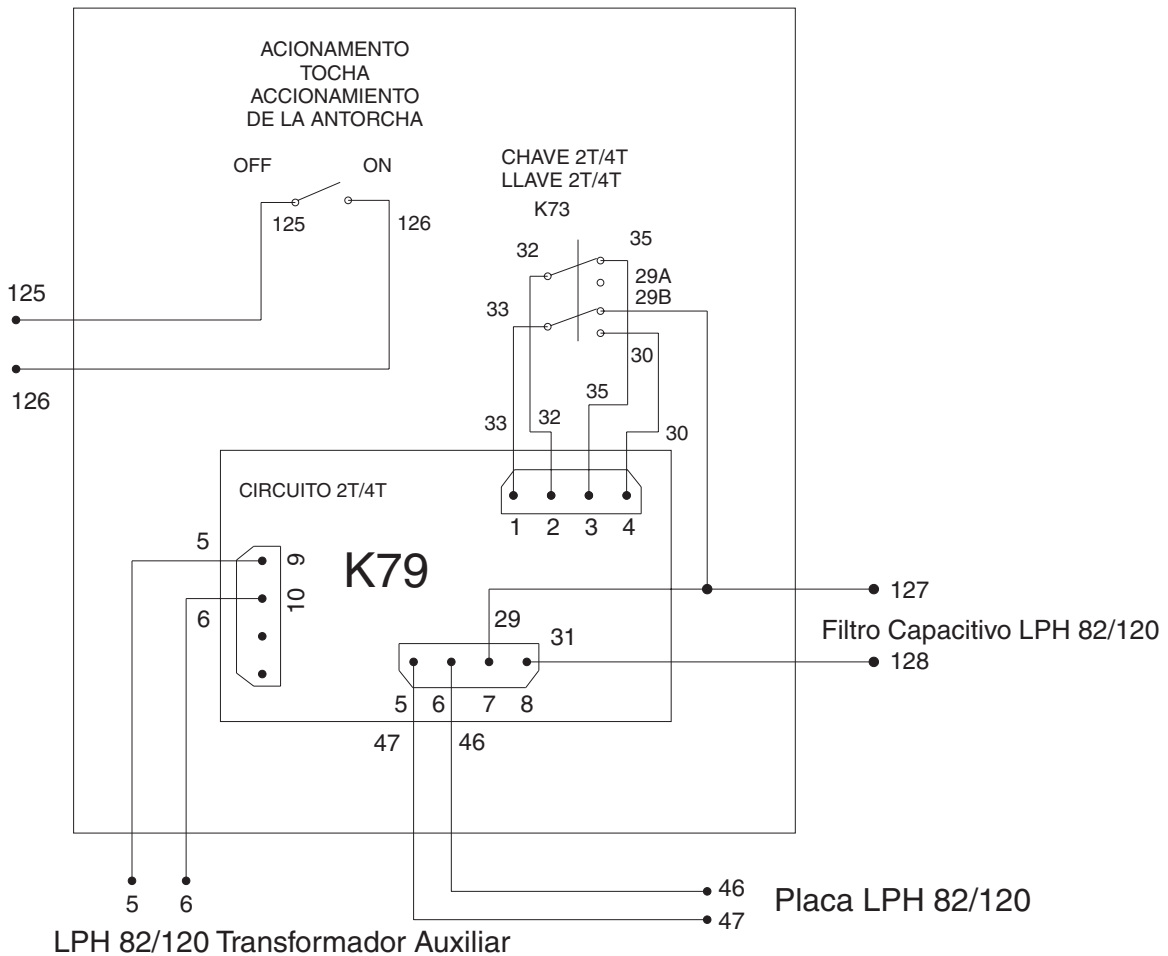 ACIONAMENTO
TOCHA
ACCIONAMIENTO
DE LA ANTORCHA
OFF
ON
125
126
CHAVE 2T/4T
LLAVE 2T/4T
K73
32
35
29A
29B
33
30
125
126
35
32
33
30
CIRCUITO 2T/4T
1
2
3
4
5
9
K79
10
6
29
31
127
Filtro Capacitivo LPH 82/120
128
5
6
7
8
47
46
46
Placa LPH 82/120
47
5
6
LPH 82/120 Transformador Auxiliar